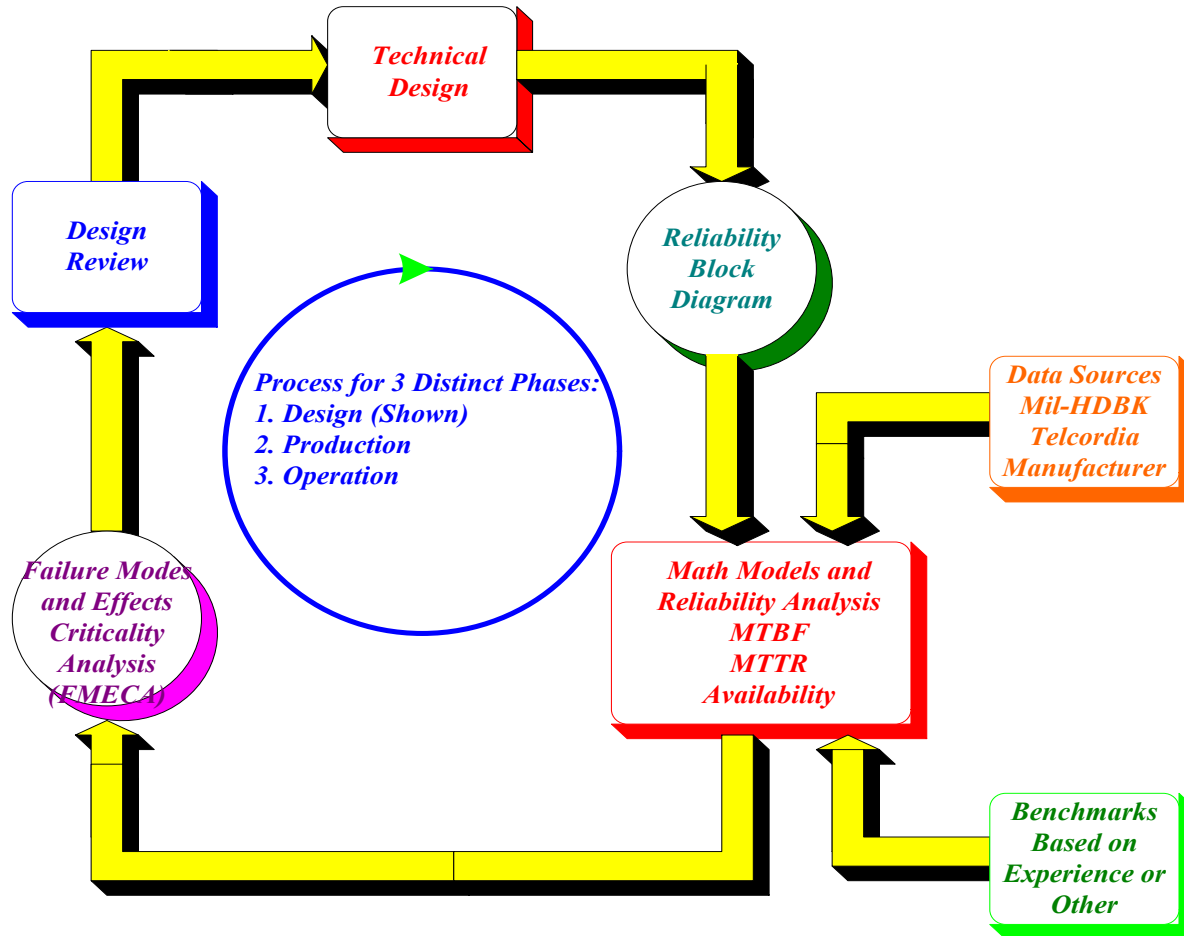 Technical
Design
Design
Review
Reliability
Block
Diagram
Process for 3 Distinct Phases:
1. Design (Shown)
2. Production
3. Operation
Data Sources
Mil-HDBK
Telcordia
Manufacturer
Failure Modes
and Effects
Criticality
Analysis
(FMECA)
Math Models and
Reliability Analysis
MTBF
MTTR
Availability
Benchmarks
Based on
Experience or
Other